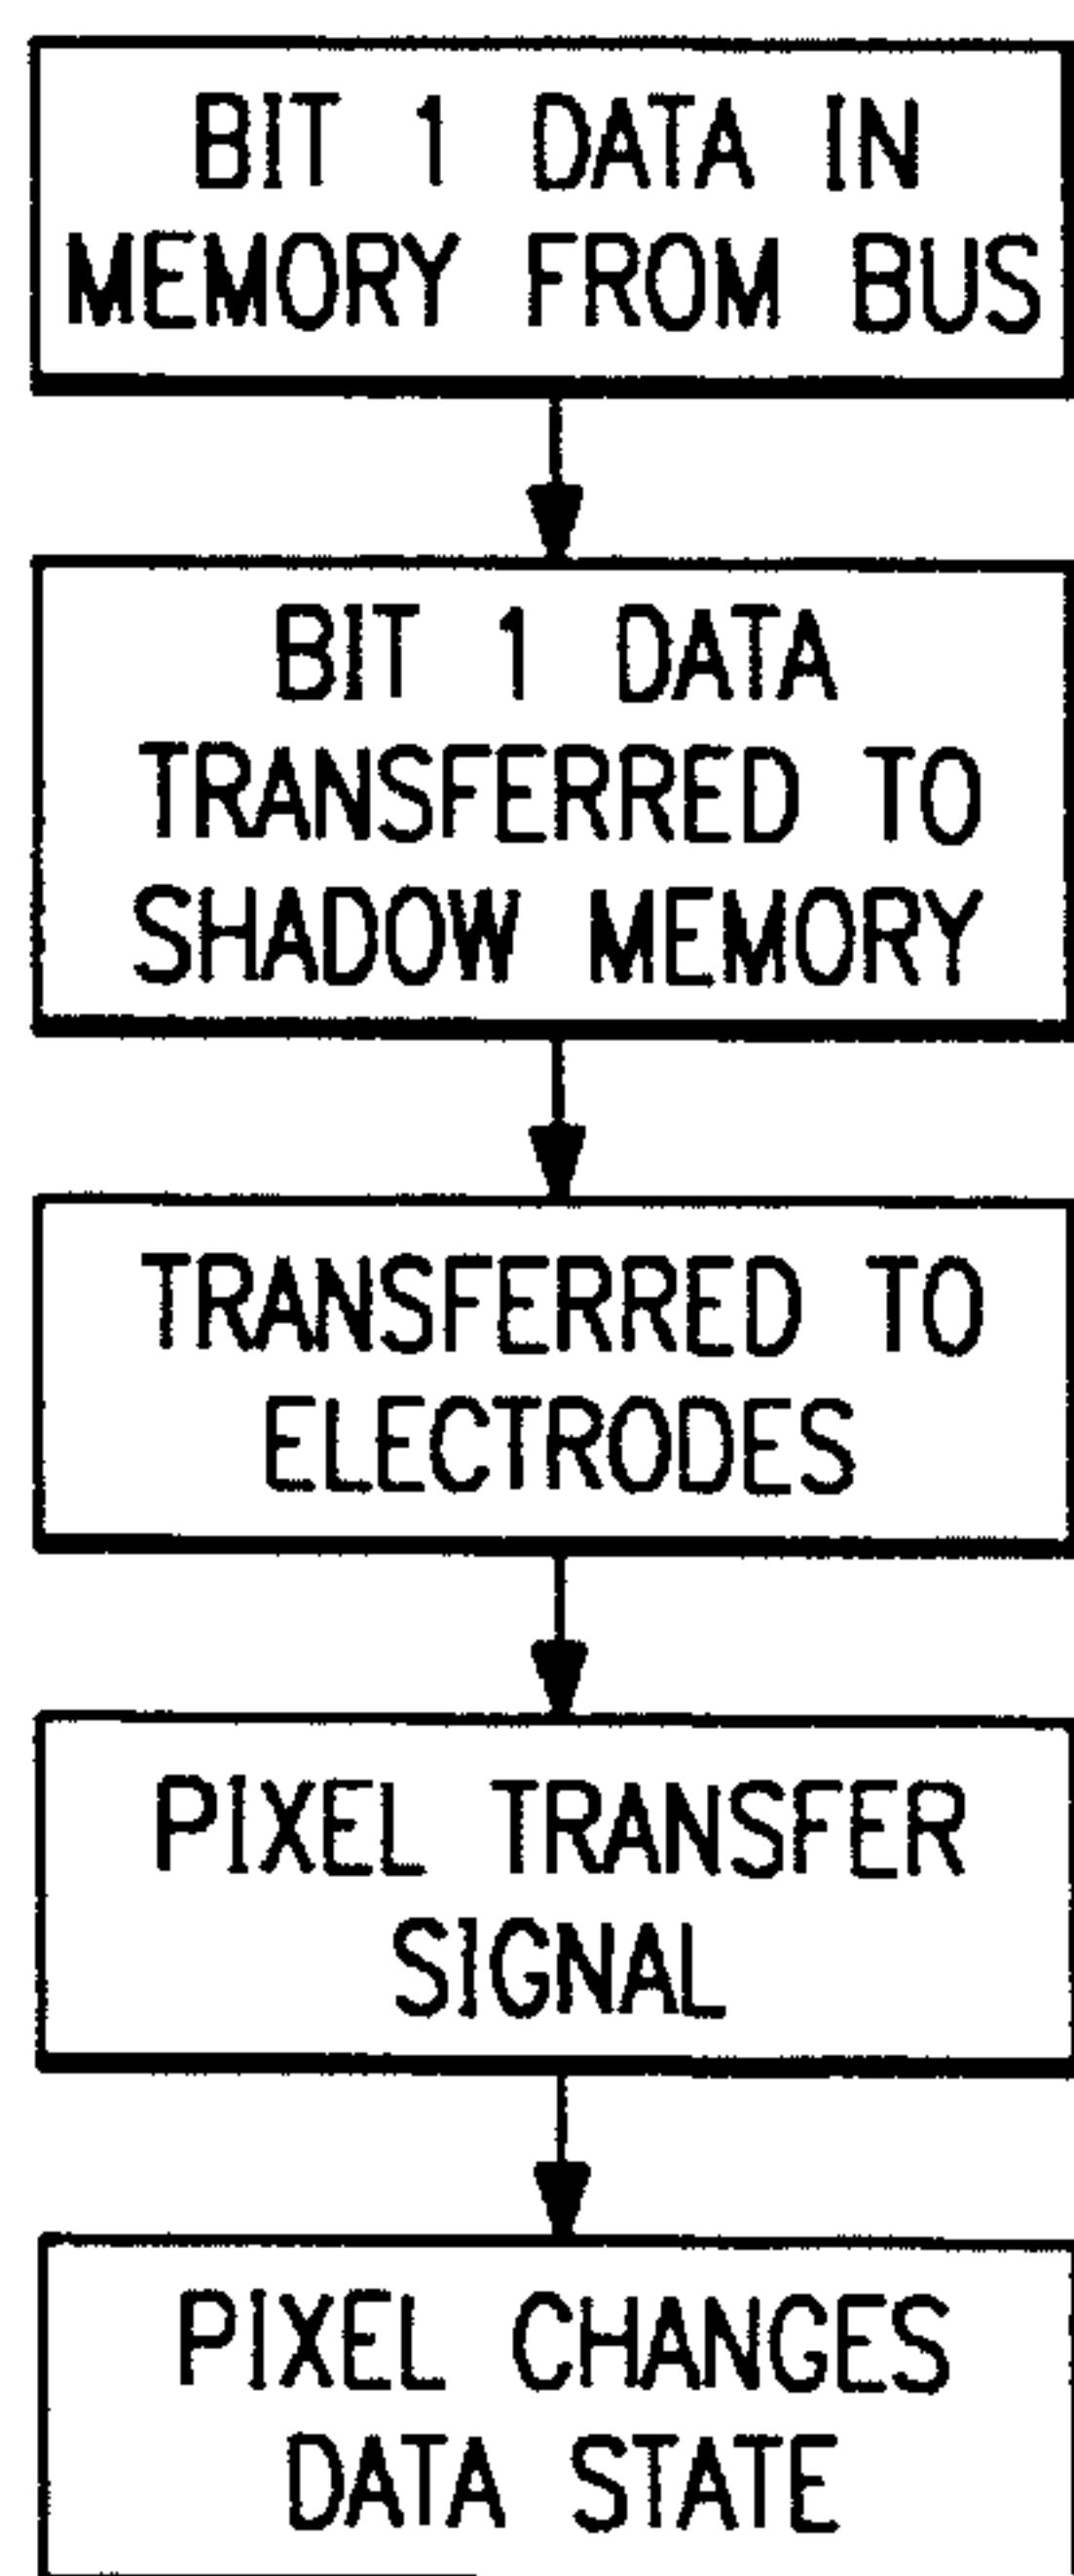 BIT 1 DATA IN
MEMORY FROM BUS
BIT 1 DATA
TRANSFERRED TO
SHADOW MEMORY
TRANSFERRED TO
ELECTRODES
PIXEL TRANSFER
SIGNAL
PIXEL CHANGES
DATA STATE